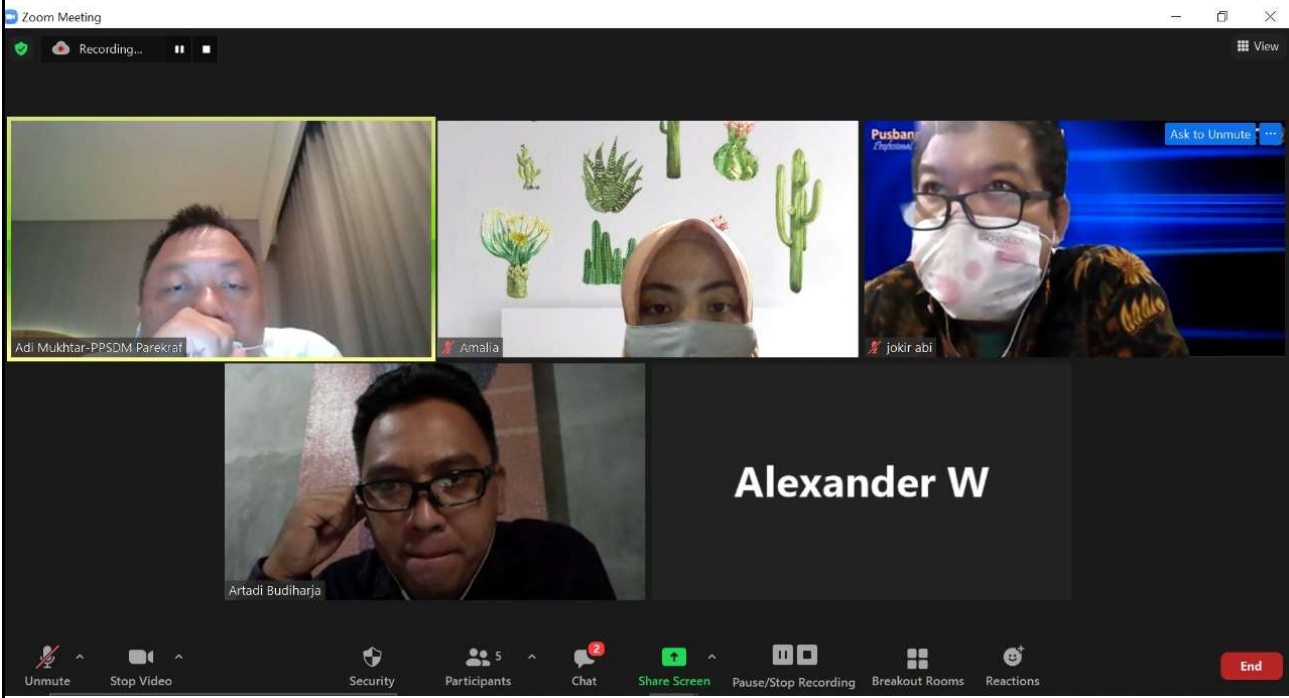 Zoom Meeting
Recording...
View
Adi Mukhtar-PPSDM Parekraf
Amalia
Pusban
Ask to Unmute
jokir abi
Artadi Budiharja
Alexander W
Unmute
Stop Video
Security
5
Participants
2
Chat
Share Screen
Pause/Stop Recording
Breakout Rooms
Reactions
End